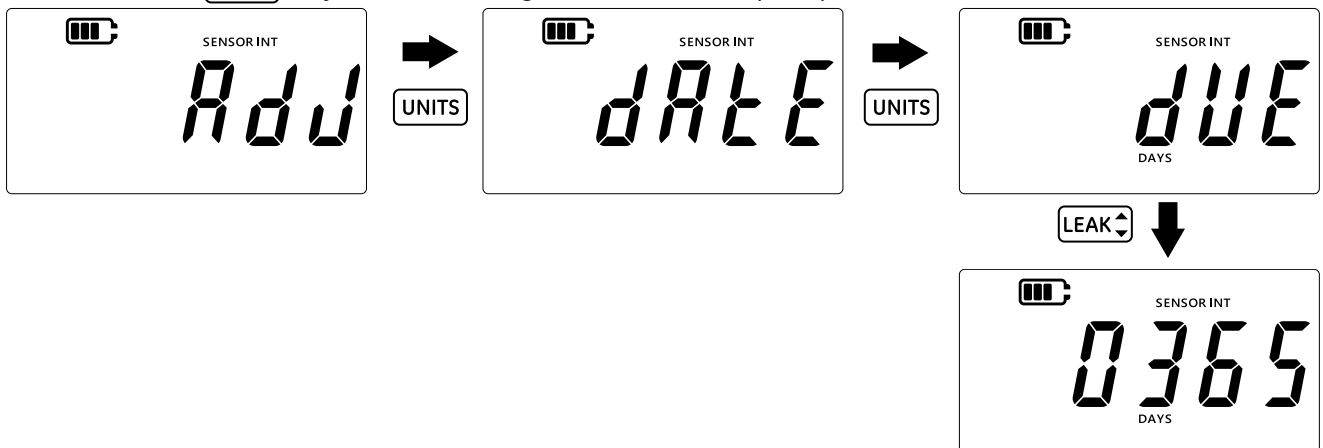 SENSOR INT
AdJ
UNITS
SENSOR INT
dAtE
UNITS
SENSOR INT
dUE
DAYS
LEAK
SENSOR INT
0365
DAYS